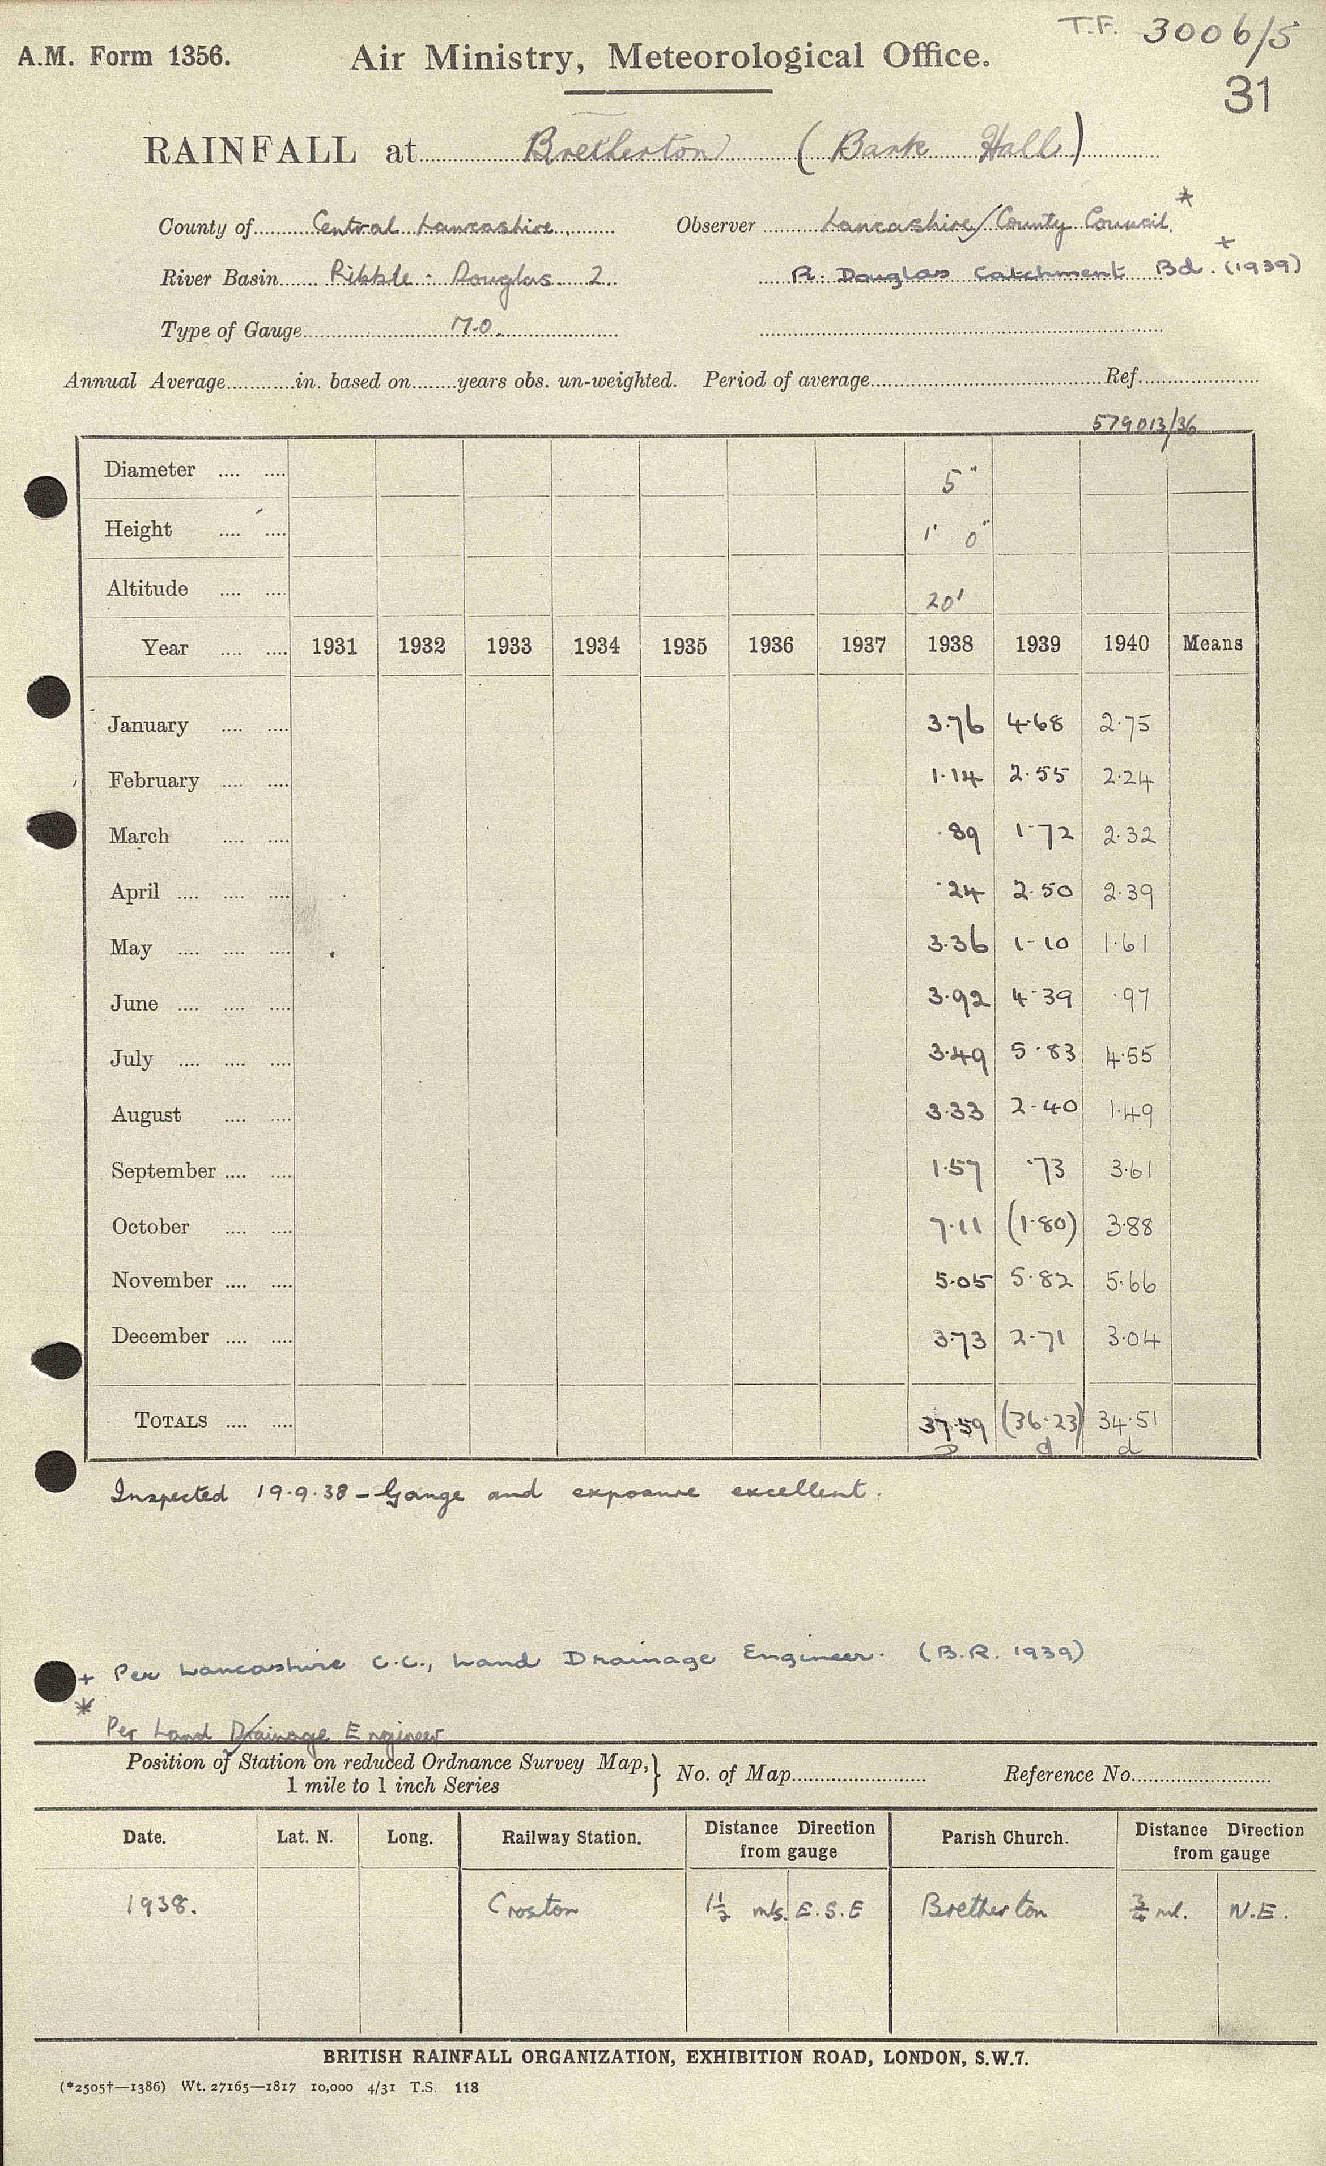 T.F. 3006/5
A.M. Form 1356. Air Ministry, Meteorological Office.
31
RAINFALL at Bretherton (Bank Hall)
County of Central Lancashire. Observer Lancashire County Council *
River Basin Ribble : Douglas 2. R. Douglas Catchment Bd. + (1939)
Type of Gauge M.O.
Annual Average in. based on years obs. un-weighted. Period of average Ref.
579013/36
Diameter 5"
Height 1' 0"
Altitude 20'
Year 1931 1932 1933 1934 1935 1936 1937 1938 1939 1940 Means
January 3.76 4.68 2.75
February 1.14 2.55 2.24
March .89 1.72 2.32
April .24 2.50 2.39
May 3.36 1.10 1.61
June 3.92 4.39 .97
July 3.49 5.83 4.55
August 3.33 2.40 1.49
September 1.57 .73 3.61
October 7.11 (1.80) 3.88
November 5.05 5.82 5.66
December 3.73 2.71 3.04
TOTALS 37.59 (36.23) 34.51
d d
Inspected 19.9.38 – Gauge and exposure excellent.
+ Per Lancashire C.C., Land Drainage Engineer. (B.R. 1939)
* Per Land Drainage Engineer
Position of Station on reduced Ordnance Survey Map, 1 mile to 1 inch Series } No. of Map Reference No.
Date. Lat. N. Long. Railway Station. Distance Direction from gauge Parish Church. Distance Direction from gauge
1938. Croston 1½ mls. E.S.E Bretherton ¾ ml. N.E.
BRITISH RAINFALL ORGANIZATION, EXHIBITION ROAD, LONDON, S.W.7.
(*2505†—1386) Wt. 27165—1817 10,000 4/31 T.S. 118